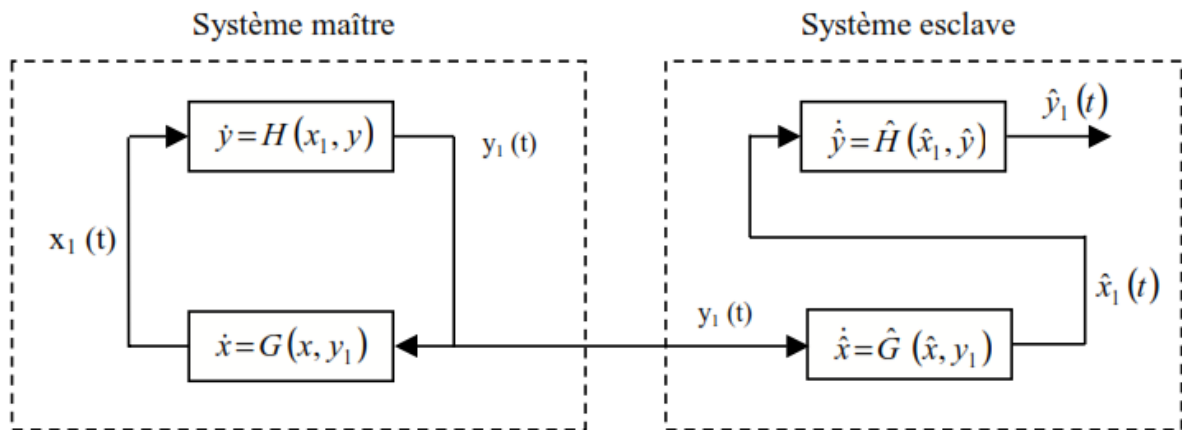 Système maître
Système esclave
ẏ=H(x₁, y)
y₁ (t)
x₁ (t)
ẋ=G(x, y₁)
y₁ (t)
ŷ̇=Ĥ(x̂₁, ŷ)
ŷ₁(t)
x̂₁(t)
x̂̇=Ĝ (x̂, y₁)